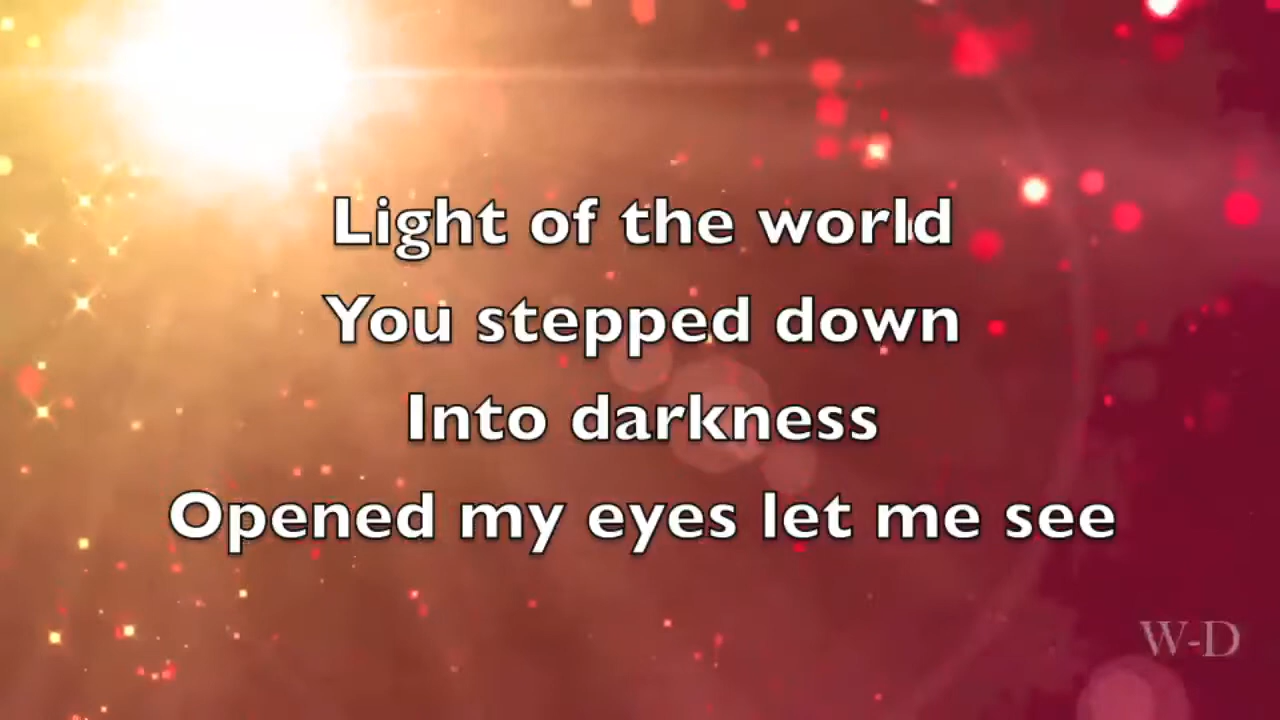 Light of the world
You stepped down
Into darkness
Opened my eyes let me see
W-D